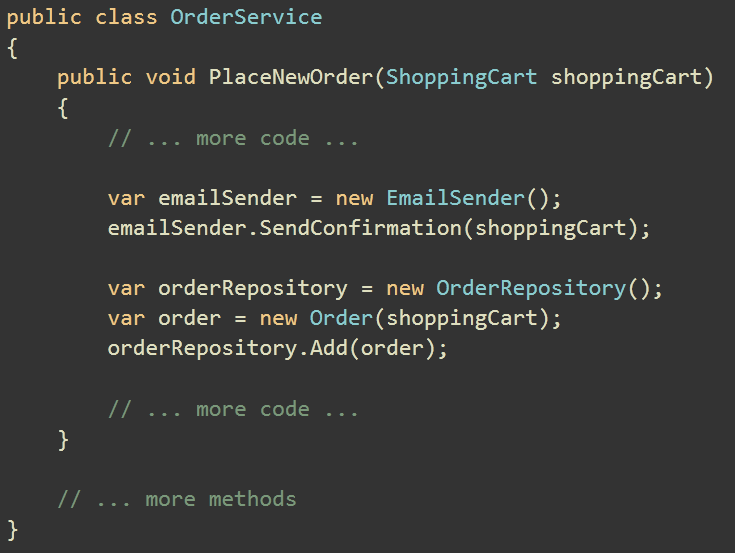 public class OrderService
{
    public void PlaceNewOrder(ShoppingCart shoppingCart)
    {
        // ... more code ...

        var emailSender = new EmailSender();
        emailSender.SendConfirmation(shoppingCart);

        var orderRepository = new OrderRepository();
        var order = new Order(shoppingCart);
        orderRepository.Add(order);

        // ... more code ...
    }

    // ... more methods
}